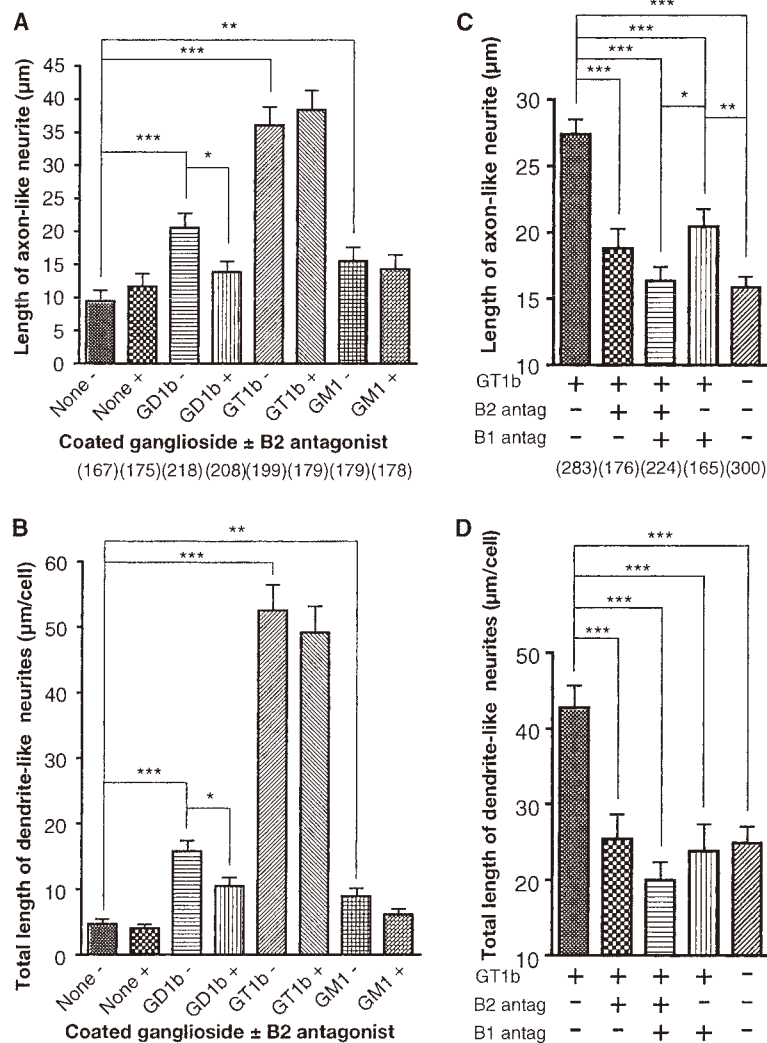 A
Length of axon-like neurite (µm)
45
40
35
30
25
20
15
10
5
0
**
***
***
*
None -
None +
GD1b -
GD1b +
GT1b -
GT1b +
GM1 -
GM1 +
Coated ganglioside ± B2 antagonist
(167)(175)(218) (208)(199) (179)(179)(178)
B
Total length of dendrite-like neurites (µm/cell)
60
50
40
30
20
10
0
**
***
***
*
None -
None +
GD1b -
GD1b +
GT1b -
GT1b +
GM1 -
GM1 +
Coated ganglioside ± B2 antagonist
C
Length of axon-like neurite (µm)
30
20
15
10
***
***
***
***
*
**
GT1b + + + + -
B2 antag - + + - -
B1 antag - - + + -
(283) (176) (224) (165) (300)
D
Total length of dendrite-like neurites (µm/cell)
50
40
30
20
10
***
***
***
***
GT1b + + + + -
B2 antag - + + - -
B1 antag - - + + -